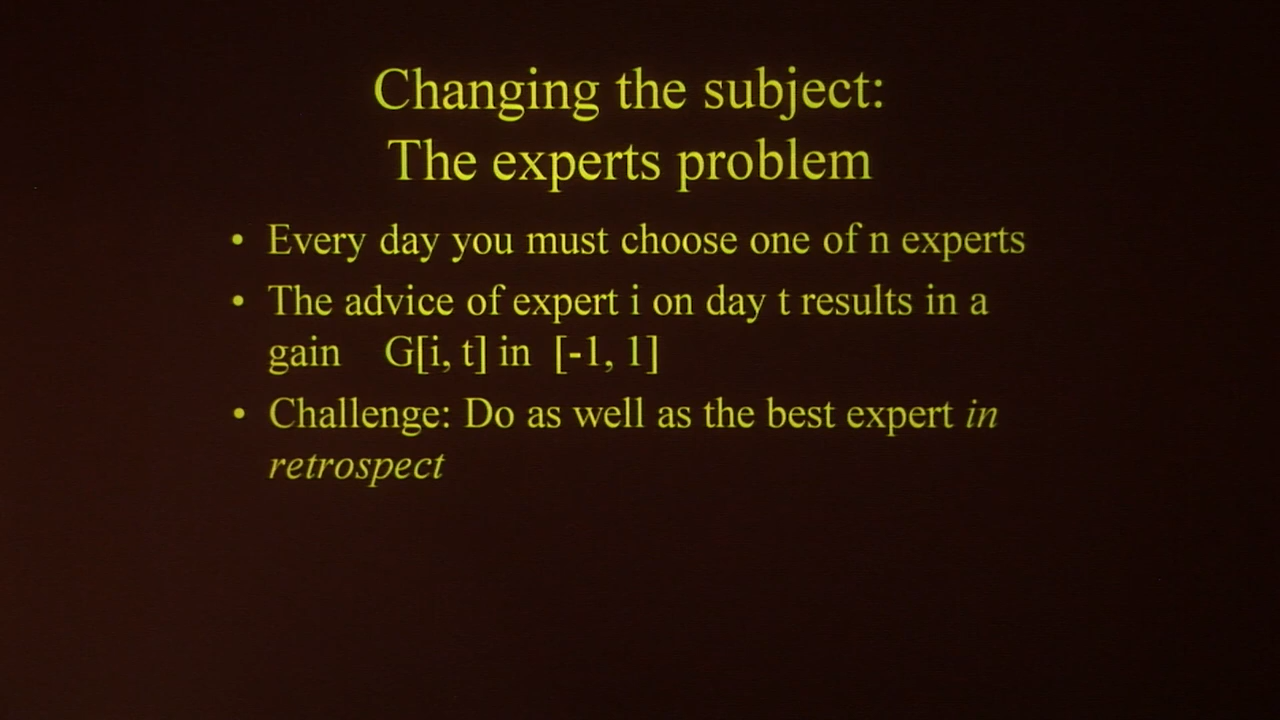 Changing the subject:
The experts problem
• Every day you must choose one of n experts
• The advice of expert i on day t results in a
gain G[i, t] in [-1, 1]
• Challenge: Do as well as the best expert in
retrospect